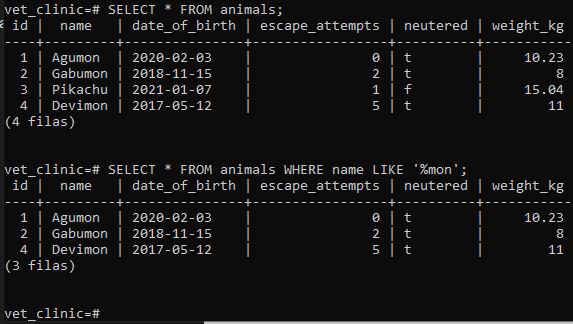 vet_clinic=# SELECT * FROM animals;
 id |  name   | date_of_birth | escape_attempts | neutered | weight_kg
----+---------+---------------+-----------------+----------+-----------
  1 | Agumon  | 2020-02-03    |               0 | t        |     10.23
  2 | Gabumon | 2018-11-15    |               2 | t        |         8
  3 | Pikachu | 2021-01-07    |               1 | f        |     15.04
  4 | Devimon | 2017-05-12    |               5 | t        |        11
(4 filas)

vet_clinic=# SELECT * FROM animals WHERE name LIKE '%mon';
 id |  name   | date_of_birth | escape_attempts | neutered | weight_kg
----+---------+---------------+-----------------+----------+-----------
  1 | Agumon  | 2020-02-03    |               0 | t        |     10.23
  2 | Gabumon | 2018-11-15    |               2 | t        |         8
  4 | Devimon | 2017-05-12    |               5 | t        |        11
(3 filas)

vet_clinic=#